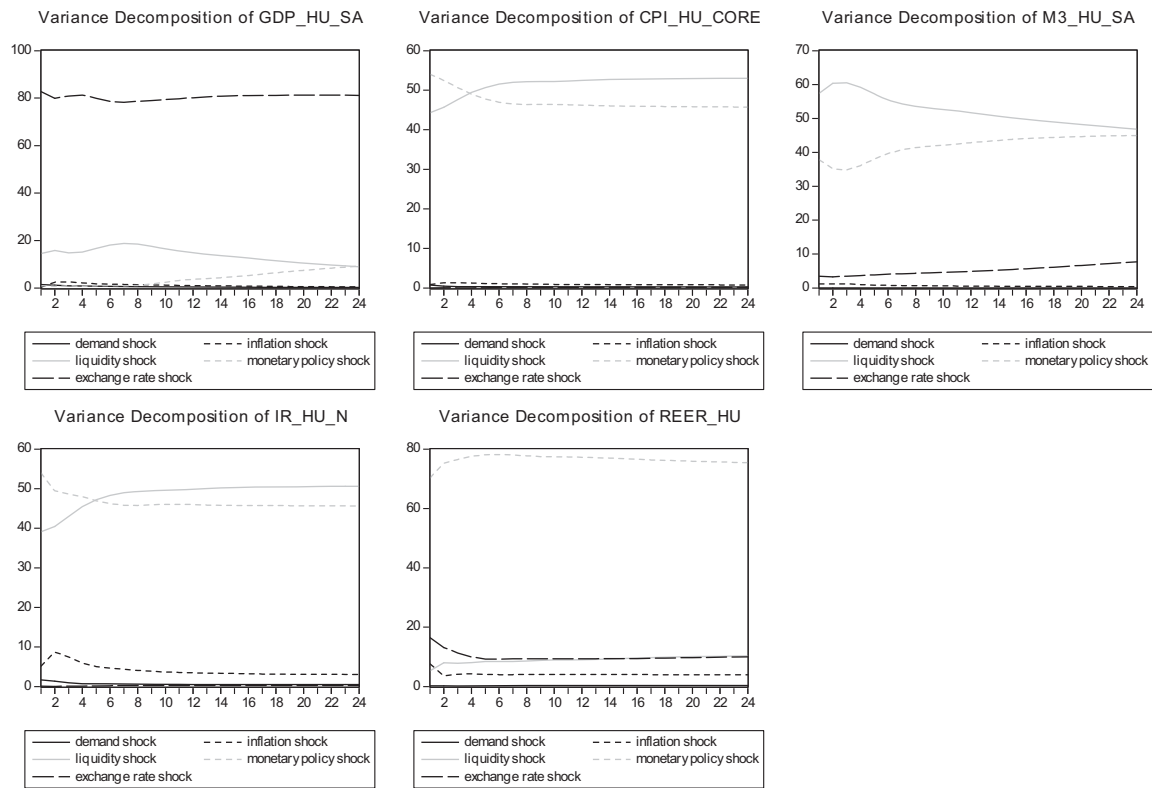 Variance Decomposition of GDP_HU_SA
100
80
60
40
20
0
2 4 6 8 10 12 14 16 18 20 22 24
demand shock inflation shock
liquidity shock monetary policy shock
exchange rate shock
Variance Decomposition of CPI_HU_CORE
60
50
40
30
20
10
0
2 4 6 8 10 12 14 16 18 20 22 24
demand shock inflation shock
liquidity shock monetary policy shock
exchange rate shock
Variance Decomposition of M3_HU_SA
70
60
50
40
30
20
10
0
2 4 6 8 10 12 14 16 18 20 22 24
demand shock inflation shock
liquidity shock monetary policy shock
exchange rate shock
Variance Decomposition of IR_HU_N
60
50
40
30
20
10
0
2 4 6 8 10 12 14 16 18 20 22 24
demand shock inflation shock
liquidity shock monetary policy shock
exchange rate shock
Variance Decomposition of REER_HU
80
60
40
20
0
2 4 6 8 10 12 14 16 18 20 22 24
demand shock inflation shock
liquidity shock monetary policy shock
exchange rate shock